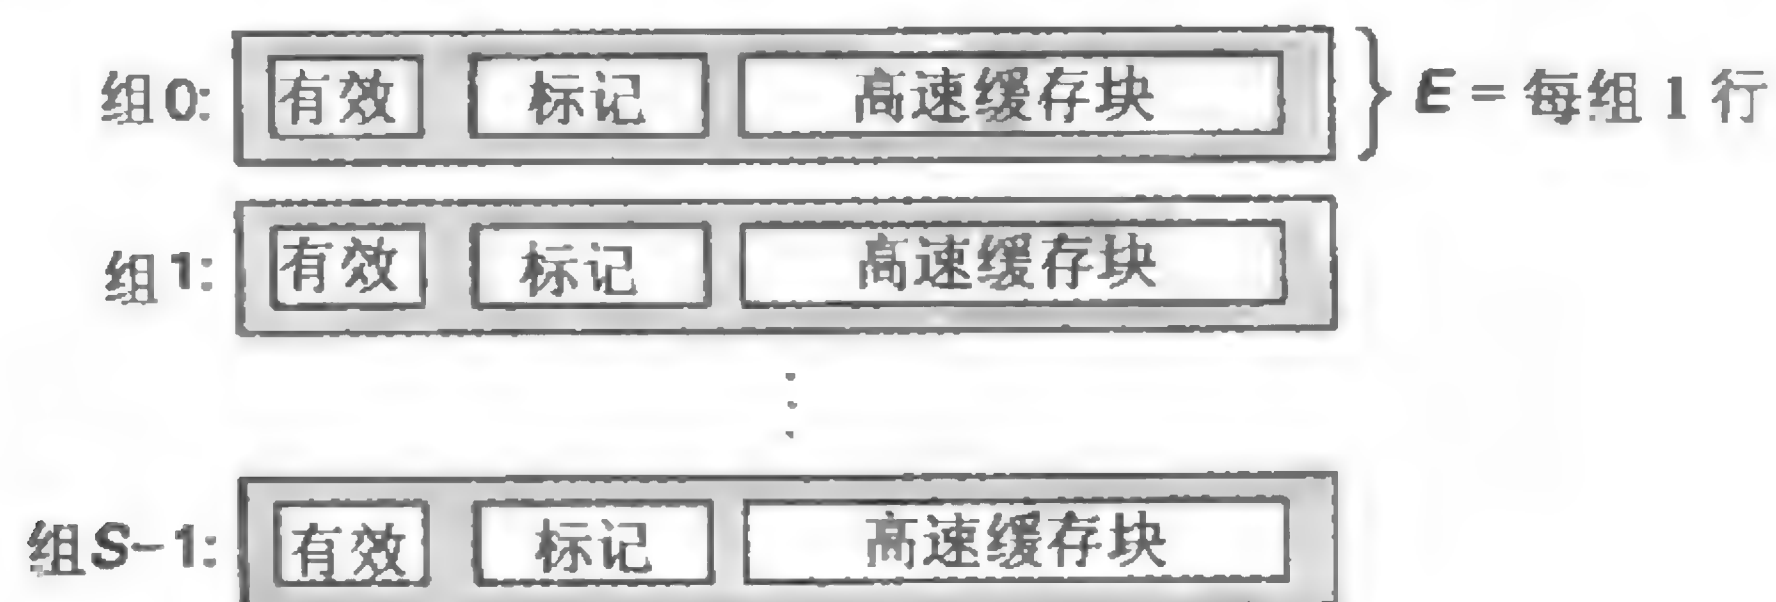 组0: 有效 标记 高速缓存块 E = 每组 1 行
组1: 有效 标记 高速缓存块
组S-1: 有效 标记 高速缓存块